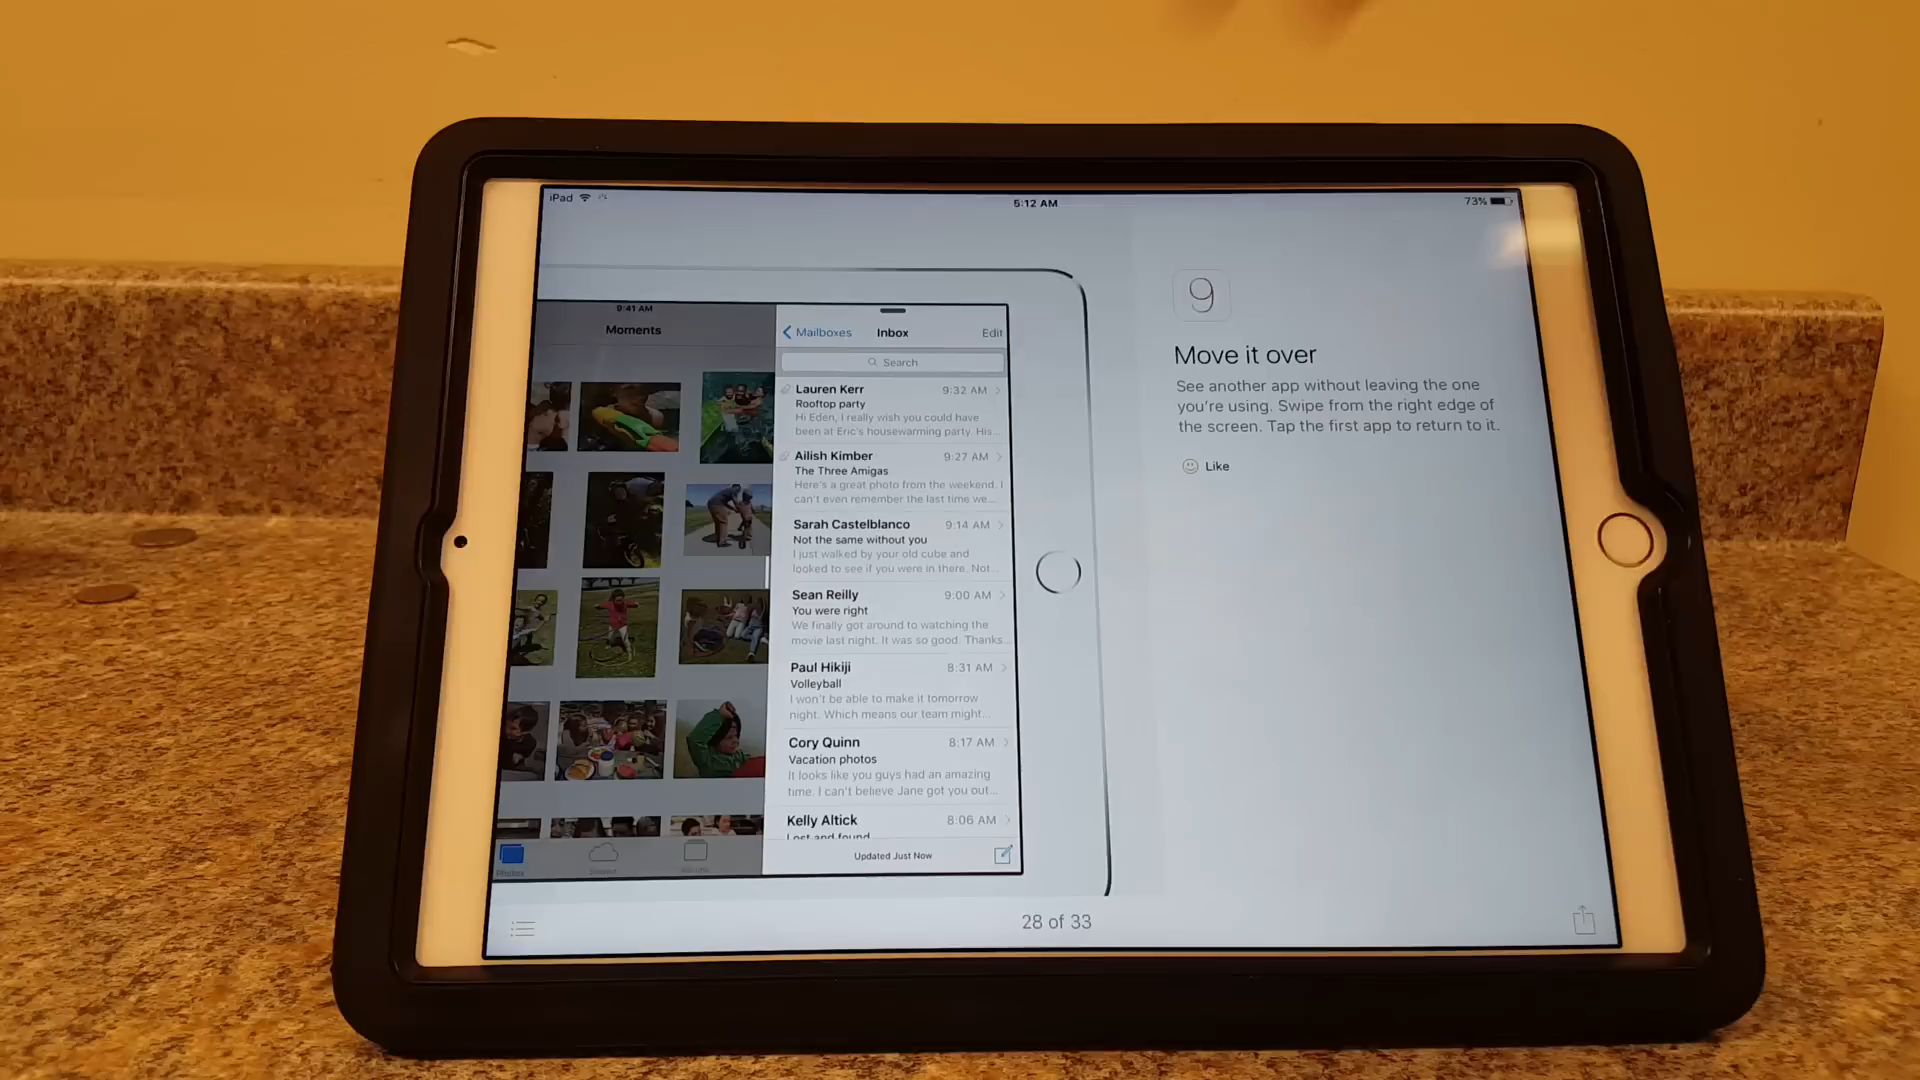 iPad
5:12 AM
73%
9:41 AM
Moments
Mailboxes
Inbox
Edit
Search
Lauren Kerr 9:32 AM
Rooftop party
Hi Eden, I really wish you could have
been at Eric's housewarming party. His...
Ailish Kimber 9:27 AM
The Three Amigas
Here's a great photo from the weekend. I
can't even remember the last time we...
Sarah Castelblanco 9:14 AM
Not the same without you
I just walked by your old cube and
looked to see if you were in there. Not...
Sean Reilly 9:00 AM
You were right
We finally got around to watching the
movie last night. It was so good. Thanks...
Paul Hikiji 8:31 AM
Volleyball
I won't be able to make it tomorrow
night. Which means our team might...
Cory Quinn 8:17 AM
Vacation photos
It looks like you guys had an amazing
time. I can't believe Jane got you out...
Kelly Altick 8:06 AM
Lost and found
Photos
Shared
Albums
Updated Just Now
9
Move it over
See another app without leaving the one
you're using. Swipe from the right edge of
the screen. Tap the first app to return to it.
Like
28 of 33